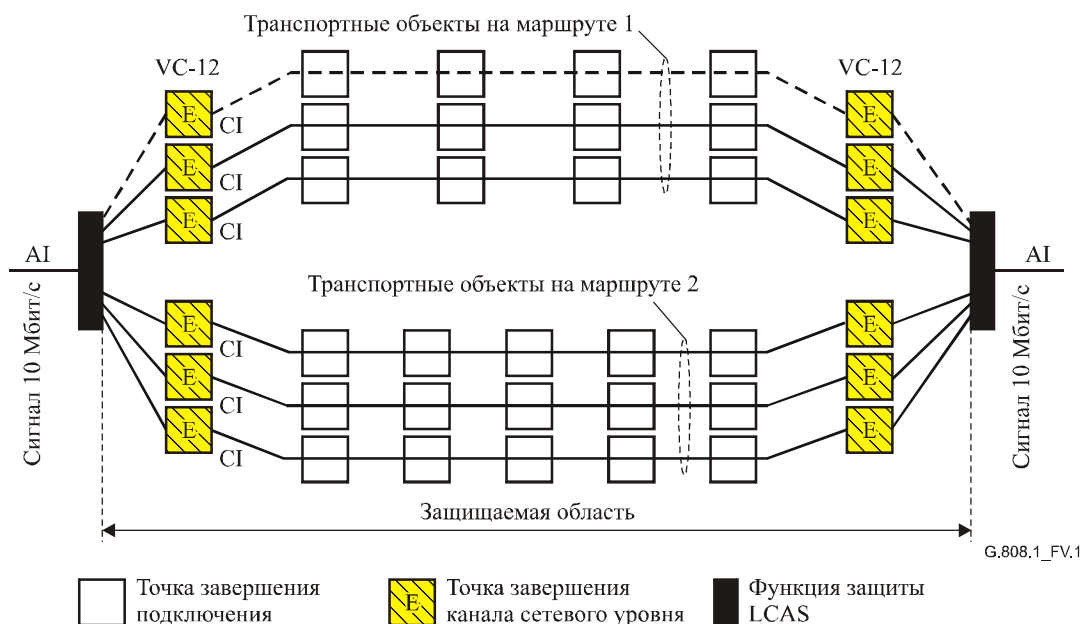 Транспортные объекты на маршруте 1
VC-12
VC-12
E
E
CI
E
E
CI
E
E
CI
AI
AI
Сигнал 10 Мбит/с
Сигнал 10 Мбит/с
Транспортные объекты на маршруте 2
E
E
CI
E
E
CI
E
E
CI
Защищаемая область
G.808.1_FV.1
Точка завершения
подключения
E
Точка завершения
канала сетевого уровня
Функция защиты
LCAS